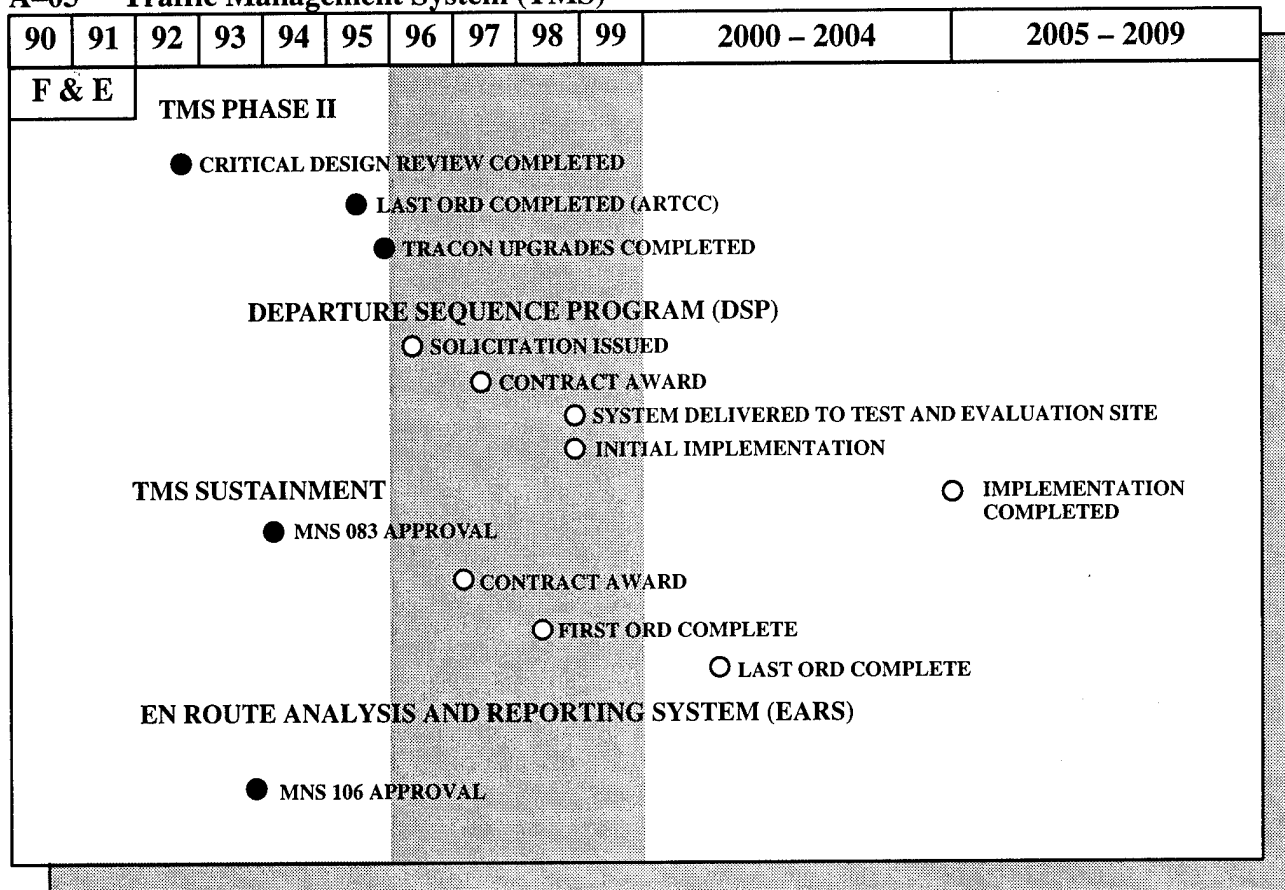 A–05 Traffic Management System (TMS)
90 91 92 93 94 95 96 97 98 99 2000 – 2004 2005 – 2009
F & E
TMS PHASE II
CRITICAL DESIGN REVIEW COMPLETED
LAST ORD COMPLETED (ARTCC)
TRACON UPGRADES COMPLETED
DEPARTURE SEQUENCE PROGRAM (DSP)
SOLICITATION ISSUED
CONTRACT AWARD
SYSTEM DELIVERED TO TEST AND EVALUATION SITE
INITIAL IMPLEMENTATION
IMPLEMENTATION
COMPLETED
TMS SUSTAINMENT
MNS 083 APPROVAL
CONTRACT AWARD
FIRST ORD COMPLETE
LAST ORD COMPLETE
EN ROUTE ANALYSIS AND REPORTING SYSTEM (EARS)
MNS 106 APPROVAL